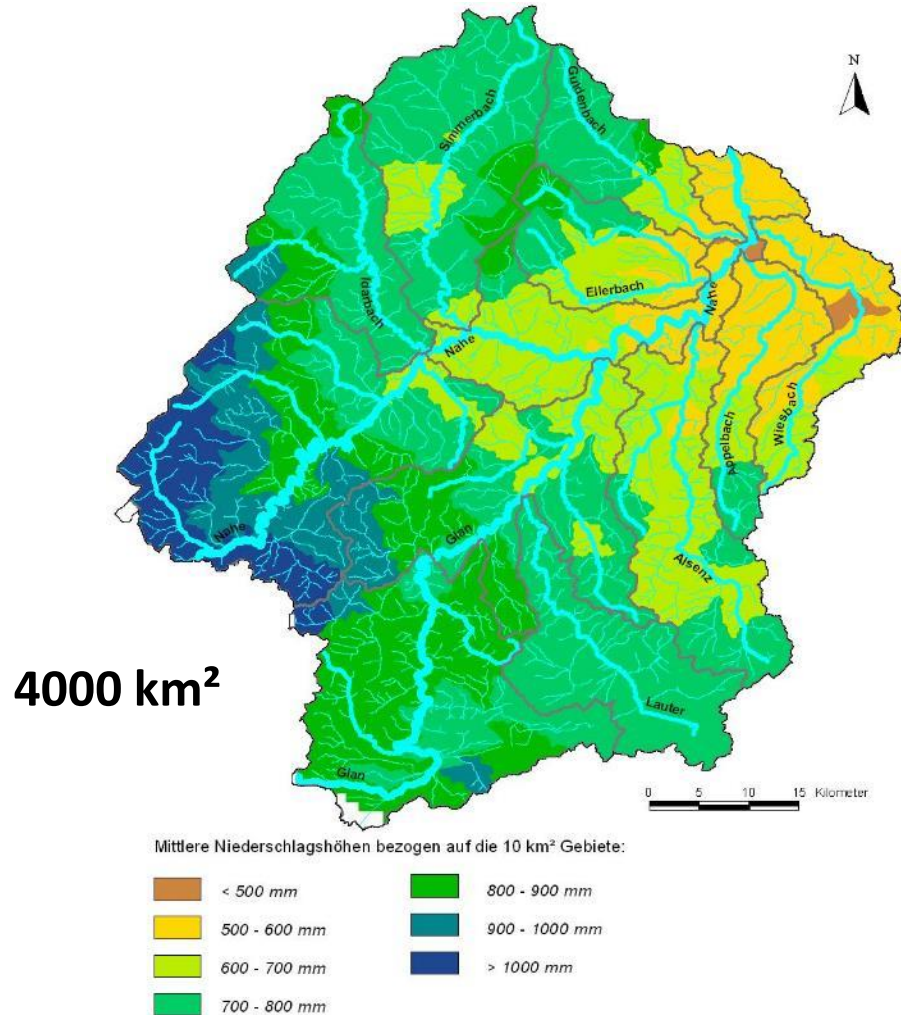 N
Guldenbach
Simmerbach
Idarbach
Ellerbach
Nahe
Nahe
Appelbach
Wiesbach
Nahe
Glan
Alsenz
4000 km²
Lauter
Glan
0 5 10 15 Kilometer
Mittlere Niederschlagshöhen bezogen auf die 10 km² Gebiete:
< 500 mm
500 - 600 mm
600 - 700 mm
700 - 800 mm
800 - 900 mm
900 - 1000 mm
> 1000 mm